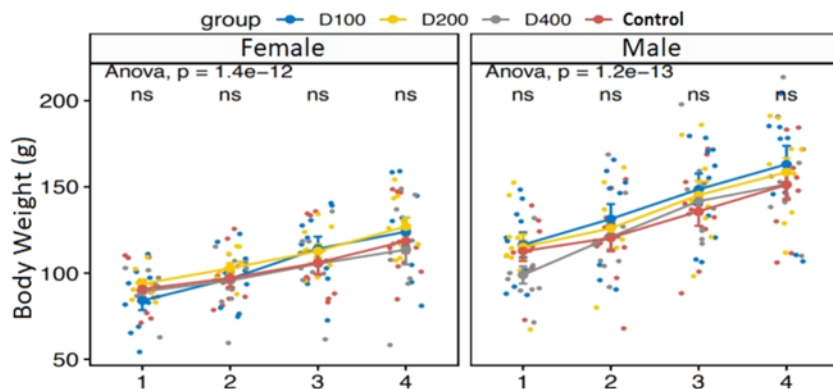 group D100 D200 D400 Control
Female Male
Anova, p = 1.4e−12 Anova, p = 1.2e−13
ns ns ns ns ns ns ns ns
200
150
100
50
Body Weight (g)
1 2 3 4 1 2 3 4